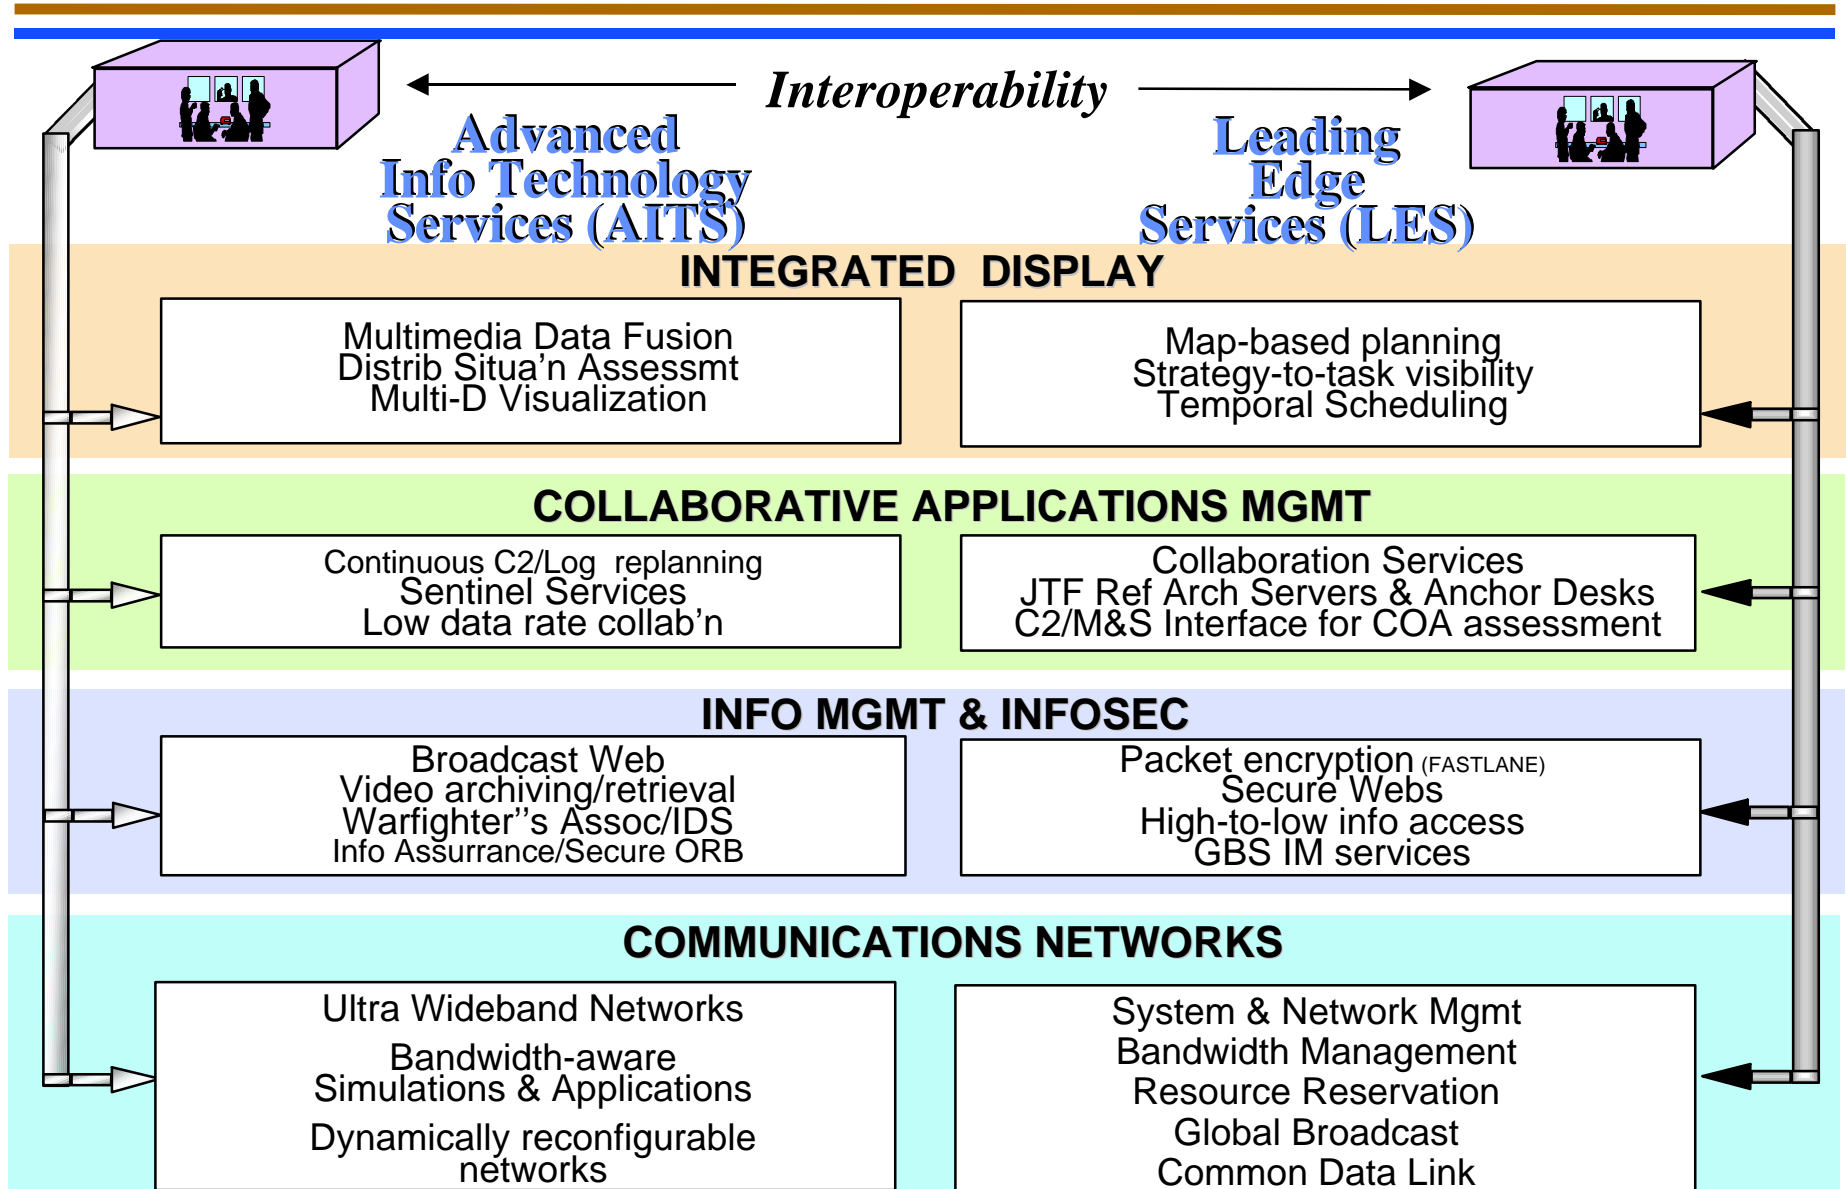 Interoperability
Advanced
Info Technology
Services (AITS)
Leading
Edge
Services (LES)
INTEGRATED DISPLAY
Multimedia Data Fusion
Distrib Situa'n Assessmt
Multi-D Visualization
Map-based planning
Strategy-to-task visibility
Temporal Scheduling
COLLABORATIVE APPLICATIONS MGMT
Continuous C2/Log replanning
Sentinel Services
Low data rate collab'n
Collaboration Services
JTF Ref Arch Servers & Anchor Desks
C2/M&S Interface for COA assessment
INFO MGMT & INFOSEC
Broadcast Web
Video archiving/retrieval
Warfighter''s Assoc/IDS
Info Assurrance/Secure ORB
Packet encryption (FASTLANE)
Secure Webs
High-to-low info access
GBS IM services
COMMUNICATIONS NETWORKS
Ultra Wideband Networks
Bandwidth-aware
Simulations & Applications
Dynamically reconfigurable
networks
System & Network Mgmt
Bandwidth Management
Resource Reservation
Global Broadcast
Common Data Link